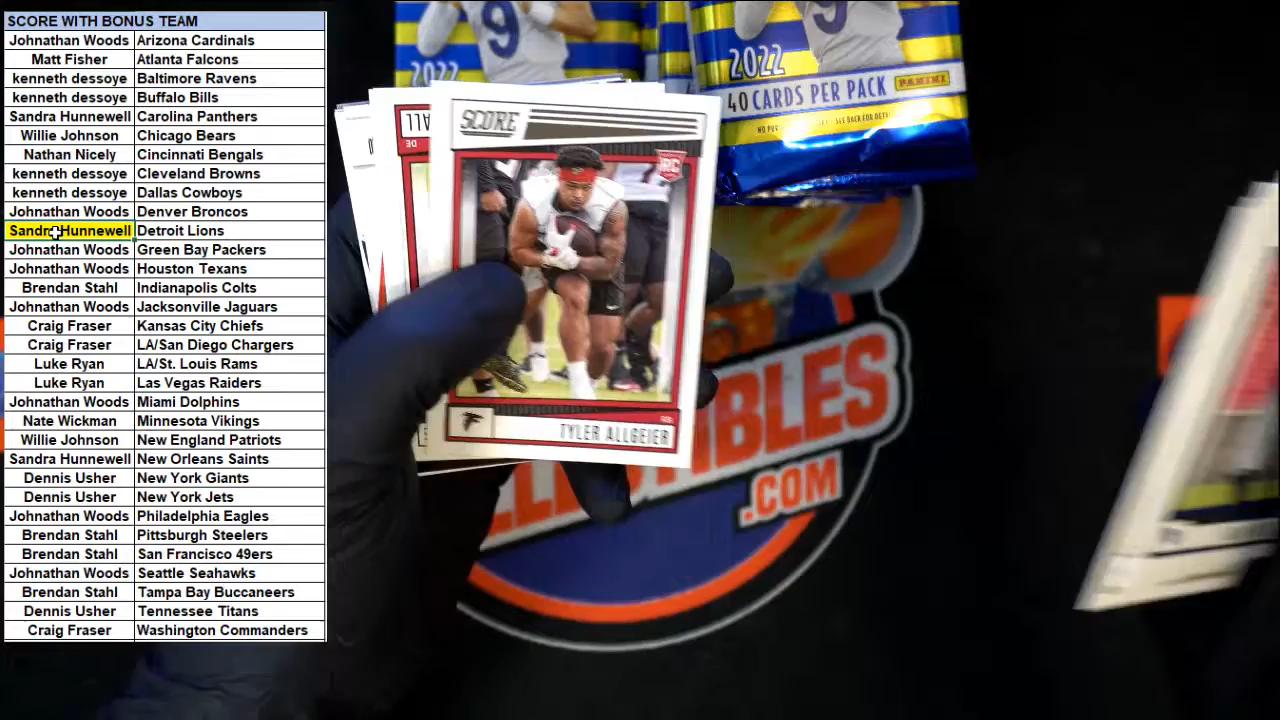 SCORE WITH BONUS TEAM
Johnathan Woods Arizona Cardinals
Matt Fisher Atlanta Falcons
kenneth dessoye Baltimore Ravens
kenneth dessoye Buffalo Bills
Sandra Hunnewell Carolina Panthers
Willie Johnson Chicago Bears
Nathan Nicely Cincinnati Bengals
kenneth dessoye Cleveland Browns
kenneth dessoye Dallas Cowboys
Johnathan Woods Denver Broncos
Sandra Hunnewell Detroit Lions
Johnathan Woods Green Bay Packers
Johnathan Woods Houston Texans
Brendan Stahl Indianapolis Colts
Johnathan Woods Jacksonville Jaguars
Craig Fraser Kansas City Chiefs
Craig Fraser LA/San Diego Chargers
Luke Ryan LA/St. Louis Rams
Luke Ryan Las Vegas Raiders
Johnathan Woods Miami Dolphins
Nate Wickman Minnesota Vikings
Willie Johnson New England Patriots
Sandra Hunnewell New Orleans Saints
Dennis Usher New York Giants
Dennis Usher New York Jets
Johnathan Woods Philadelphia Eagles
Brendan Stahl Pittsburgh Steelers
Brendan Stahl San Francisco 49ers
Johnathan Woods Seattle Seahawks
Brendan Stahl Tampa Bay Buccaneers
Dennis Usher Tennessee Titans
Craig Fraser Washington Commanders
9
2022
9
2022
40 CARDS PER PACK PANINI
DE
SCORE
RC
RB
TYLER ALLGEIER
.COM